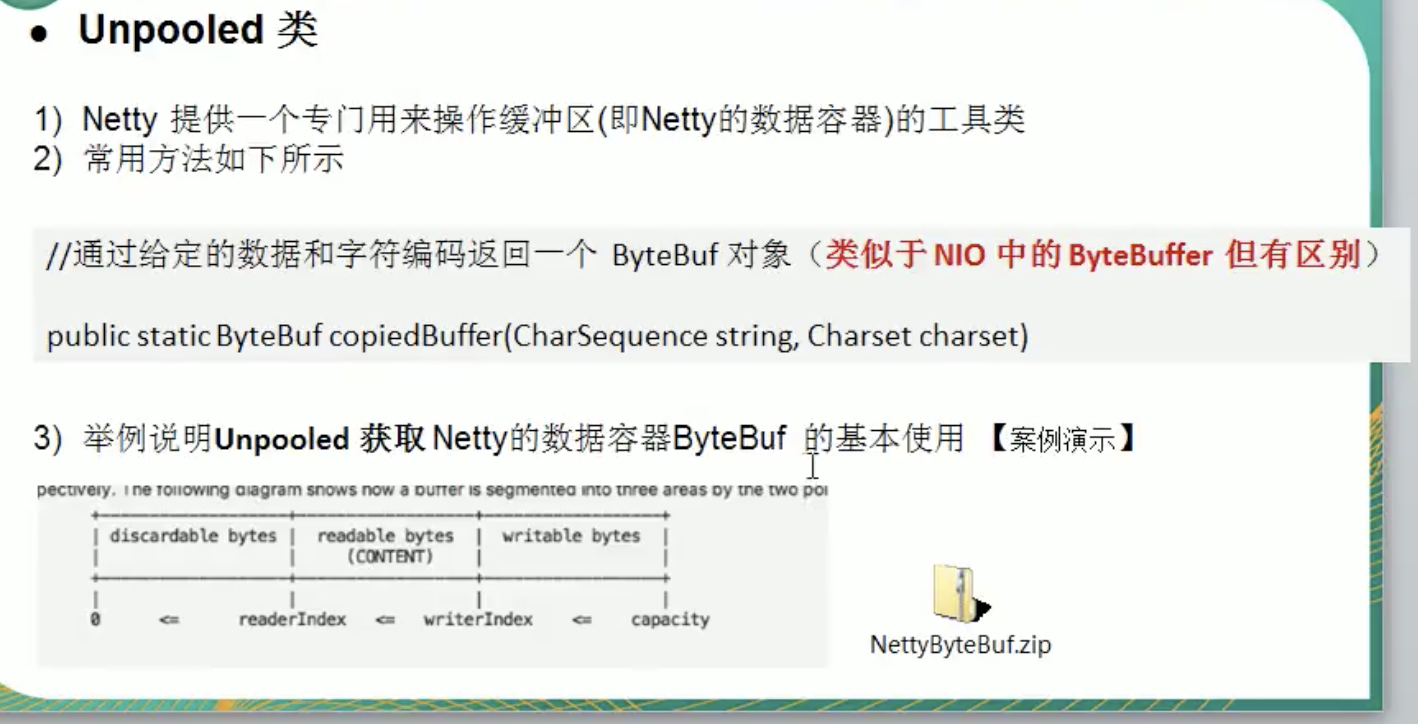 ● Unpooled 类
1) Netty 提供一个专门用来操作缓冲区(即Netty的数据容器)的工具类
2) 常用方法如下所示
//通过给定的数据和字符编码返回一个 ByteBuf 对象（类似于 NIO 中的 ByteBuffer 但有区别）
public static ByteBuf copiedBuffer(CharSequence string, Charset charset)
3) 举例说明Unpooled 获取 Netty的数据容器ByteBuf 的基本使用 【案例演示】
pectively. The following diagram shows how a buffer is segmented into three areas by the two poi
discardable bytes | readable bytes | writable bytes
(CONTENT)
0 <= readerIndex <= writerIndex <= capacity
NettyByteBuf.zip